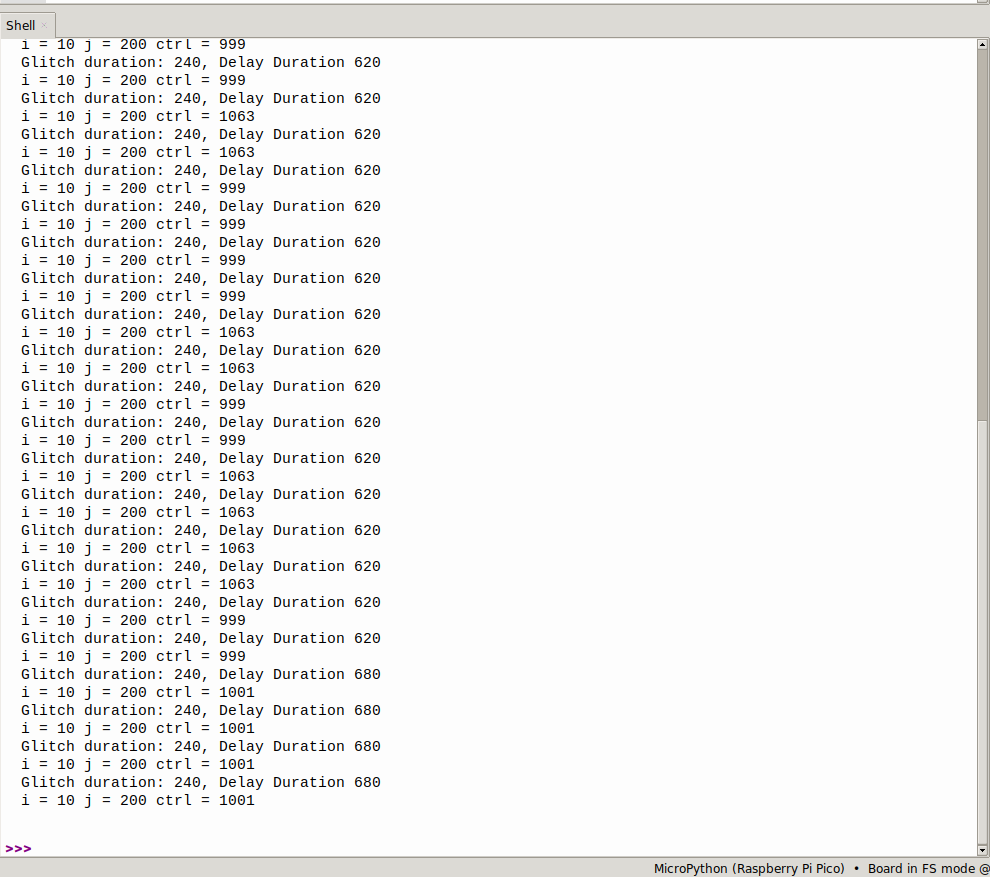 Shell
i = 10 j = 200 ctrl = 999
Glitch duration: 240, Delay Duration 620
i = 10 j = 200 ctrl = 999
Glitch duration: 240, Delay Duration 620
i = 10 j = 200 ctrl = 1063
Glitch duration: 240, Delay Duration 620
i = 10 j = 200 ctrl = 1063
Glitch duration: 240, Delay Duration 620
i = 10 j = 200 ctrl = 999
Glitch duration: 240, Delay Duration 620
i = 10 j = 200 ctrl = 999
Glitch duration: 240, Delay Duration 620
i = 10 j = 200 ctrl = 999
Glitch duration: 240, Delay Duration 620
i = 10 j = 200 ctrl = 999
Glitch duration: 240, Delay Duration 620
i = 10 j = 200 ctrl = 1063
Glitch duration: 240, Delay Duration 620
i = 10 j = 200 ctrl = 1063
Glitch duration: 240, Delay Duration 620
i = 10 j = 200 ctrl = 999
Glitch duration: 240, Delay Duration 620
i = 10 j = 200 ctrl = 999
Glitch duration: 240, Delay Duration 620
i = 10 j = 200 ctrl = 1063
Glitch duration: 240, Delay Duration 620
i = 10 j = 200 ctrl = 1063
Glitch duration: 240, Delay Duration 620
i = 10 j = 200 ctrl = 1063
Glitch duration: 240, Delay Duration 620
i = 10 j = 200 ctrl = 1063
Glitch duration: 240, Delay Duration 620
i = 10 j = 200 ctrl = 999
Glitch duration: 240, Delay Duration 620
i = 10 j = 200 ctrl = 999
Glitch duration: 240, Delay Duration 680
i = 10 j = 200 ctrl = 1001
Glitch duration: 240, Delay Duration 680
i = 10 j = 200 ctrl = 1001
Glitch duration: 240, Delay Duration 680
i = 10 j = 200 ctrl = 1001
Glitch duration: 240, Delay Duration 680
i = 10 j = 200 ctrl = 1001
>>>
MicroPython (Raspberry Pi Pico) • Board in FS mode @